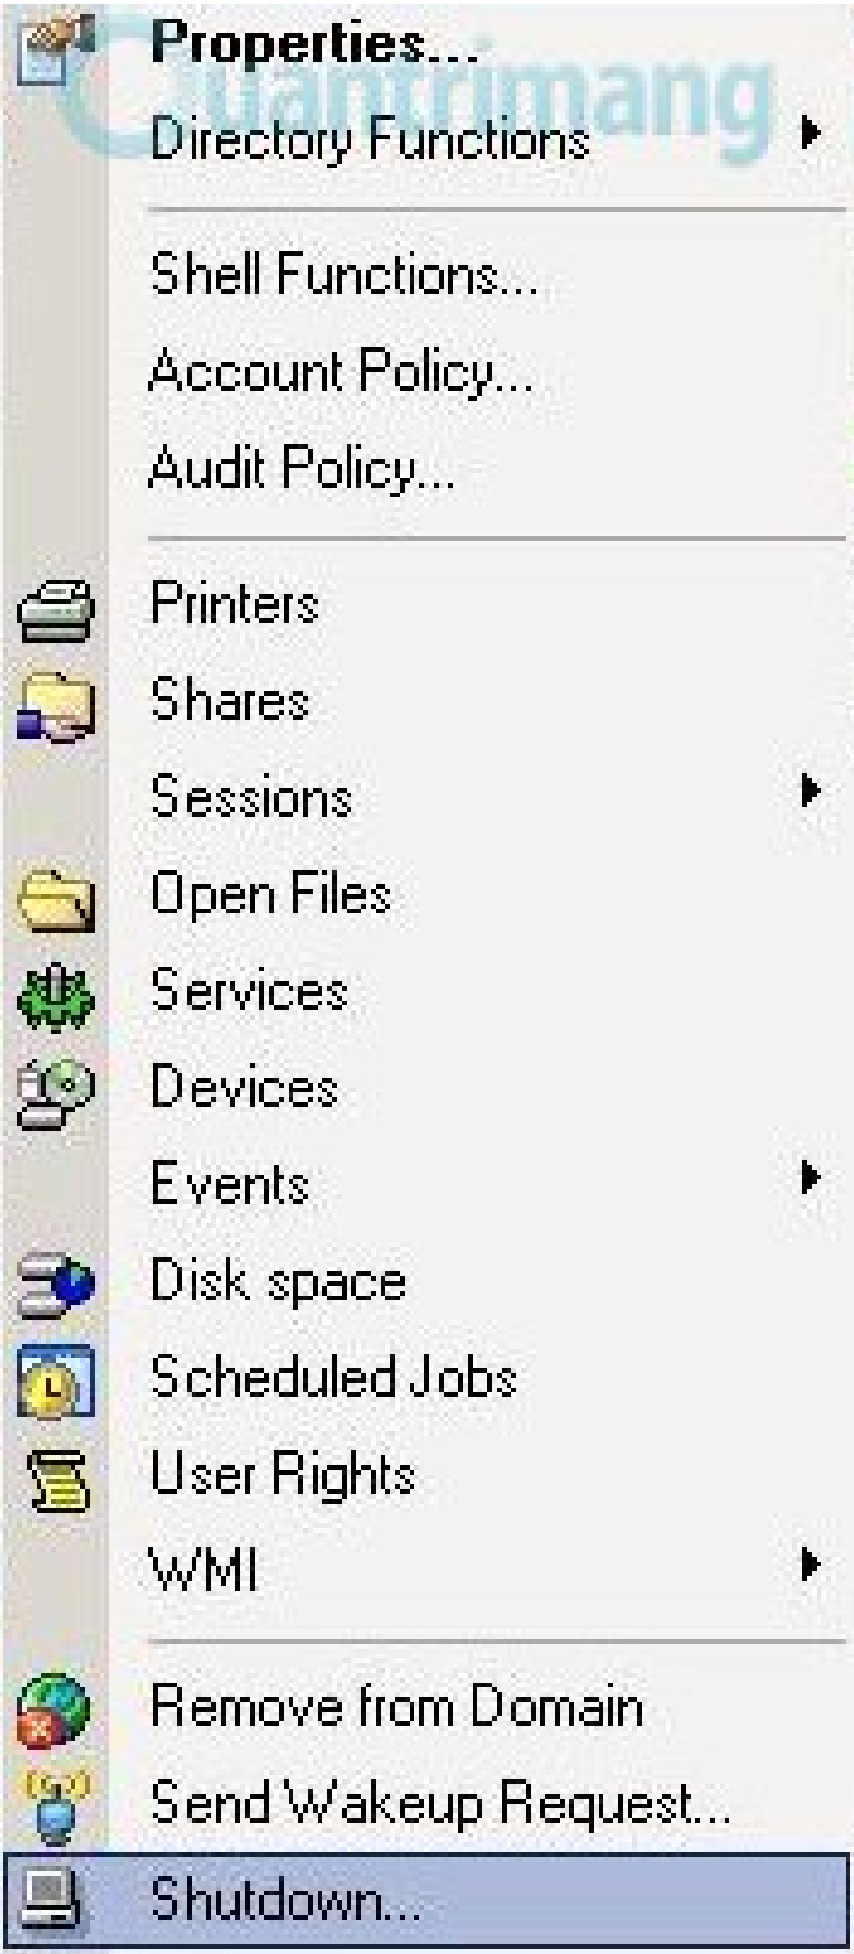 Properties...
Quantrimang
Directory Functions
Shell Functions...
Account Policy...
Audit Policy...
Printers
Shares
Sessions
Open Files
Services
Devices
Events
Disk space
Scheduled Jobs
User Rights
WMI
Remove from Domain
Send Wakeup Request...
Shutdown...